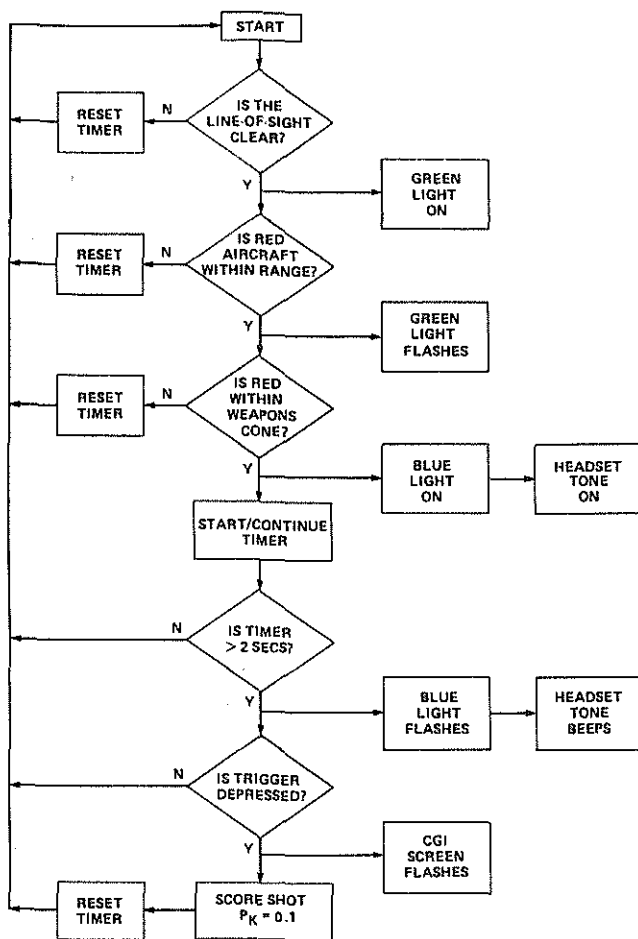 START
IS THE
LINE-OF-SIGHT
CLEAR?
N
RESET
TIMER
Y
GREEN
LIGHT
ON
IS RED
AIRCRAFT
WITHIN RANGE?
N
RESET
TIMER
Y
GREEN
LIGHT
FLASHES
IS RED
WITHIN
WEAPONS
CONE?
N
RESET
TIMER
Y
BLUE
LIGHT
ON
HEADSET
TONE
ON
START/CONTINUE
TIMER
IS TIMER
> 2 SECS?
N
Y
BLUE
LIGHT
FLASHES
HEADSET
TONE
BEEPS
IS TRIGGER
DEPRESSED?
N
Y
CGI
SCREEN
FLASHES
SCORE SHOT
PK = 0.1
RESET
TIMER